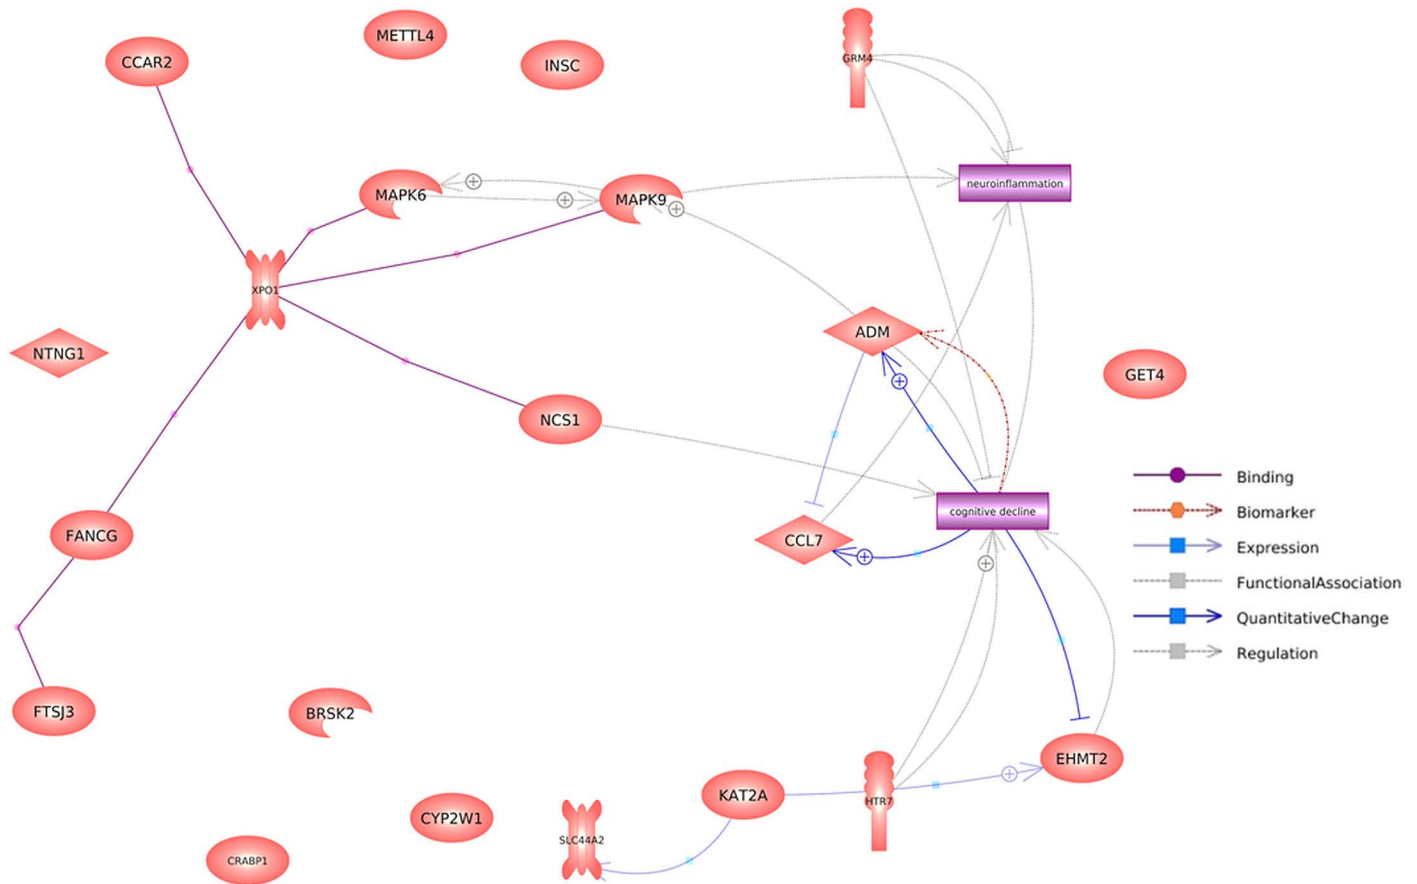 METTL4
CCAR2
INSC
GRM4
neuroinflammation
MAPK6
MAPK9
XPO1
ADM
NTNG1
GET4
NCS1
Binding
cognitive decline
Biomarker
FANCG
CCL7
Expression
FunctionalAssociation
QuantitativeChange
Regulation
FTSJ3
BRSK2
EHMT2
KAT2A
HTR7
CYP2W1
SLC44A2
CRABP1